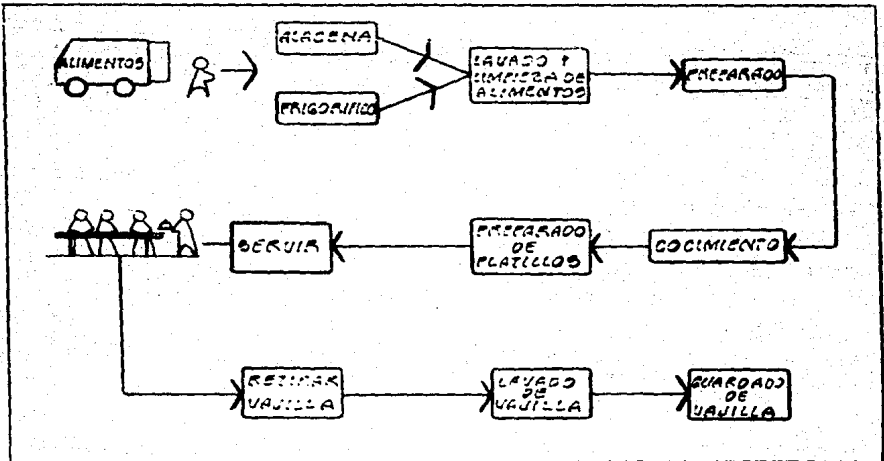 ALIMENTOS
ALACENA
FRIGORIFICO
LAVADO Y
LIMPIEZA DE
ALIMENTOS
PREPARADO
SERVIR
PREPARADO
DE
PLATILLOS
COCIMIENTO
RETIRAR
VAJILLA
LAVADO
DE
VAJILLA
GUARDADO
DE
VAJILLA